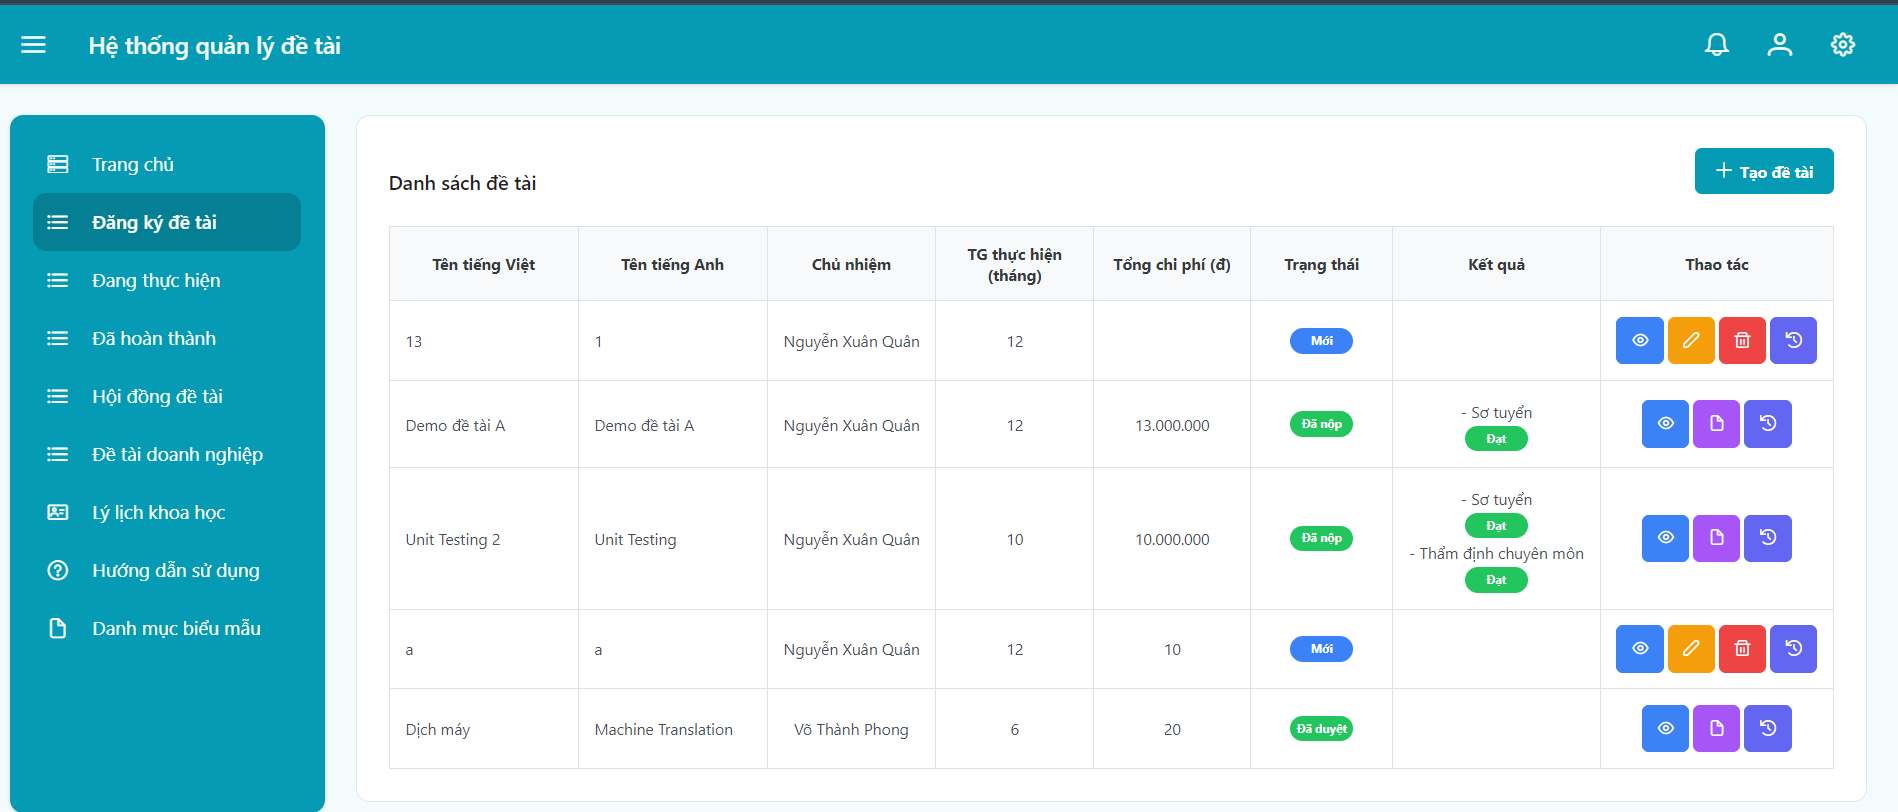 Hệ thống quản lý đề tài
Trang chủ
Đăng ký đề tài
Đang thực hiện
Đã hoàn thành
Hội đồng đề tài
Đề tài doanh nghiệp
Lý lịch khoa học
Hướng dẫn sử dụng
Danh mục biểu mẫu
Danh sách đề tài
Tạo đề tài
Tên tiếng Việt
Tên tiếng Anh
Chủ nhiệm
TG thực hiện
(tháng)
Tổng chi phí (đ)
Trạng thái
Kết quả
Thao tác
13
1
Nguyễn Xuân Quân
12
Mới
Demo đề tài A
Demo đề tài A
Nguyễn Xuân Quân
12
13.000.000
Đã nộp
- Sơ tuyển
Đạt
Unit Testing 2
Unit Testing
Nguyễn Xuân Quân
10
10.000.000
Đã nộp
- Sơ tuyển
Đạt
- Thẩm định chuyên môn
Đạt
a
a
Nguyễn Xuân Quân
12
10
Mới
Dịch máy
Machine Translation
Võ Thành Phong
6
20
Đã duyệt